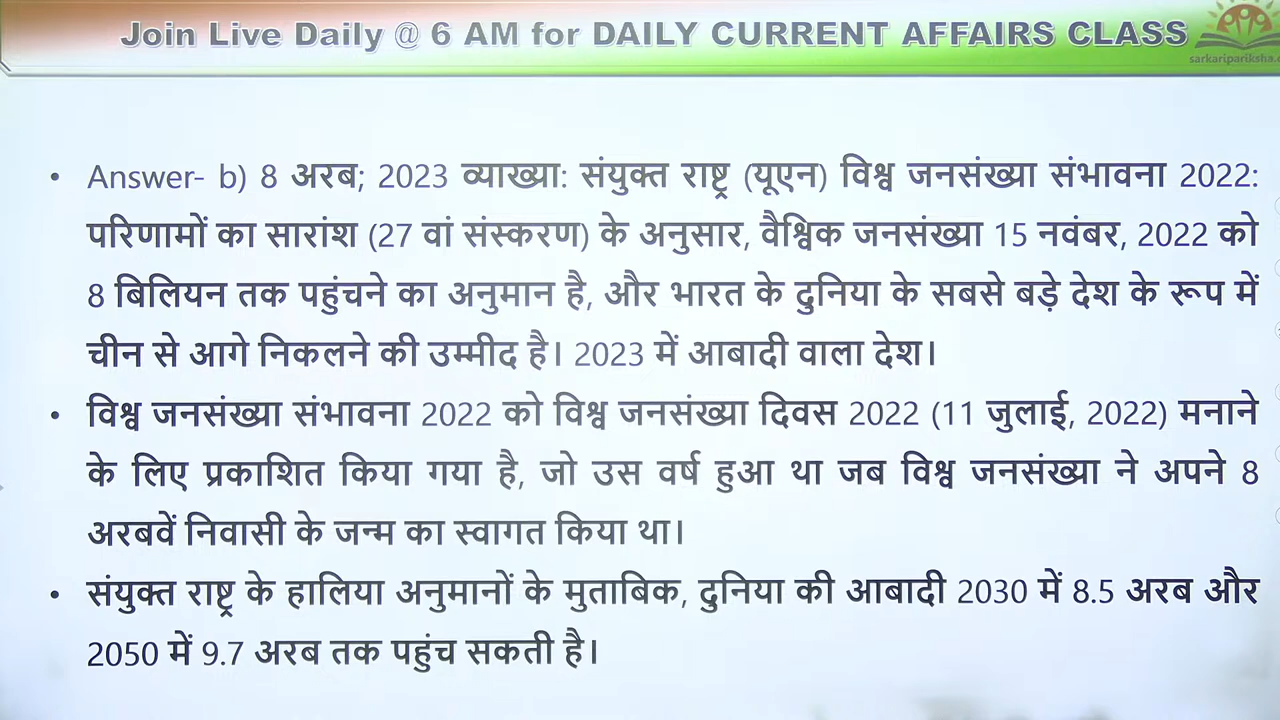 Join Live Daily @ 6 AM for DAILY CURRENT AFFAIRS CLASS
sarkaripariksha.
• Answer- b) 8 अरब; 2023 व्याख्या: संयुक्त राष्ट्र (यूएन) विश्व जनसंख्या संभावना 2022:
परिणामों का सारांश (27 वां संस्करण) के अनुसार, वैश्विक जनसंख्या 15 नवंबर, 2022 को
8 बिलियन तक पहुंचने का अनुमान है, और भारत के दुनिया के सबसे बड़े देश के रूप में
चीन से आगे निकलने की उम्मीद है। 2023 में आबादी वाला देश।
• विश्व जनसंख्या संभावना 2022 को विश्व जनसंख्या दिवस 2022 (11 जुलाई, 2022) मनाने
के लिए प्रकाशित किया गया है, जो उस वर्ष हुआ था जब विश्व जनसंख्या ने अपने 8
अरबवें निवासी के जन्म का स्वागत किया था।
• संयुक्त राष्ट्र के हालिया अनुमानों के मुताबिक, दुनिया की आबादी 2030 में 8.5 अरब और
2050 में 9.7 अरब तक पहुंच सकती है।